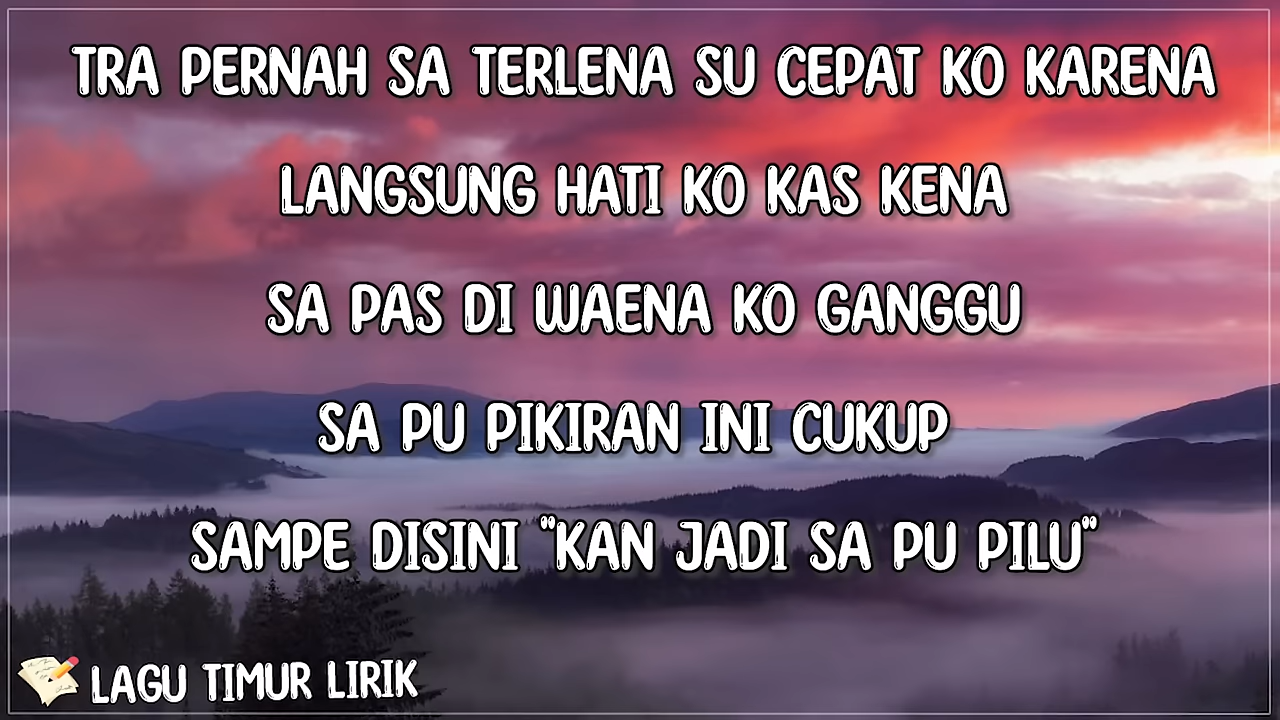 TRA PERNAH SA TERLENA SU CEPAT KO KARENA
LANGSUNG HATI KO KAS KENA
SA PAS DI WAENA KO GANGGU
SA PU PIKIRAN INI CUKUP
SAMPE DISINI "KAN JADI SA PU PILU"
LAGU TIMUR LIRIK